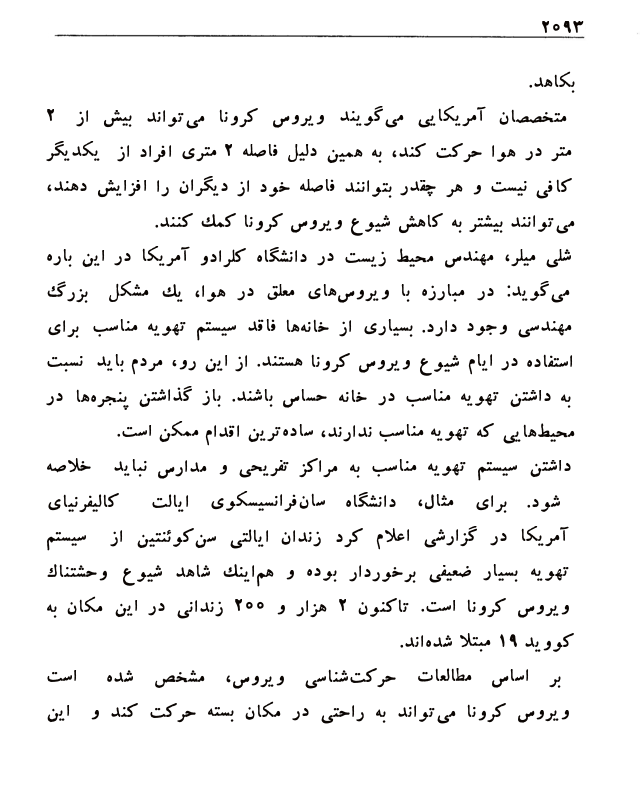 ۲۰۹۳
بکاهد.
متخصصان آمریکایی می‌گویند ویروس کرونا می‌تواند بیش از ۲
متر در هوا حرکت کند، به همین دلیل فاصله ۲ متری افراد از یکدیگر
کافی نیست و هر چقدر بتوانند فاصله خود از دیگران را افزایش دهند،
می‌توانند بیشتر به کاهش شیوع ویروس کرونا کمک کنند.
شلی میلر، مهندس محیط زیست در دانشگاه کلرادو آمریکا در این باره
می‌گوید: در مبارزه با ویروس‌های معلق در هوا، یک مشکل بزرگ
مهندسی وجود دارد. بسیاری از خانه‌ها فاقد سیستم تهویه مناسب برای
استفاده در ایام شیوع ویروس کرونا هستند. از این رو، مردم باید نسبت
به داشتن تهویه مناسب در خانه حساس باشند. باز گذاشتن پنجره‌ها در
محیط‌هایی که تهویه مناسب ندارند، ساده‌ترین اقدام ممکن است.
داشتن سیستم تهویه مناسب به مراکز تفریحی و مدارس نباید خلاصه
شود. برای مثال، دانشگاه سان‌فرانسیسکوی ایالت کالیفرنیای
آمریکا در گزارشی اعلام کرد زندان ایالتی سن‌کوئنتین از سیستم
تهویه بسیار ضعیفی برخوردار بوده و هم‌اینک شاهد شیوع وحشتناک
ویروس کرونا است. تاکنون ۲ هزار و ۲۰۰ زندانی در این مکان به
کووید ۱۹ مبتلا شده‌اند.
بر اساس مطالعات حرکت‌شناسی ویروس، مشخص شده است
ویروس کرونا می‌تواند به راحتی در مکان بسته حرکت کند و این